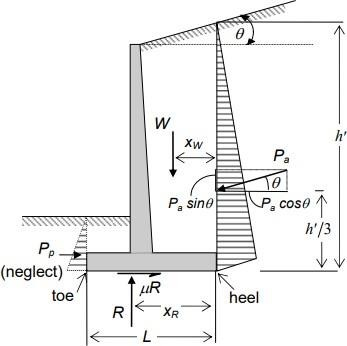 θ
W
x_W
P_a
h'
θ
P_a sinθ
P_a cosθ
h'/3
P_p
(neglect)
toe
μR
heel
R
x_R
L